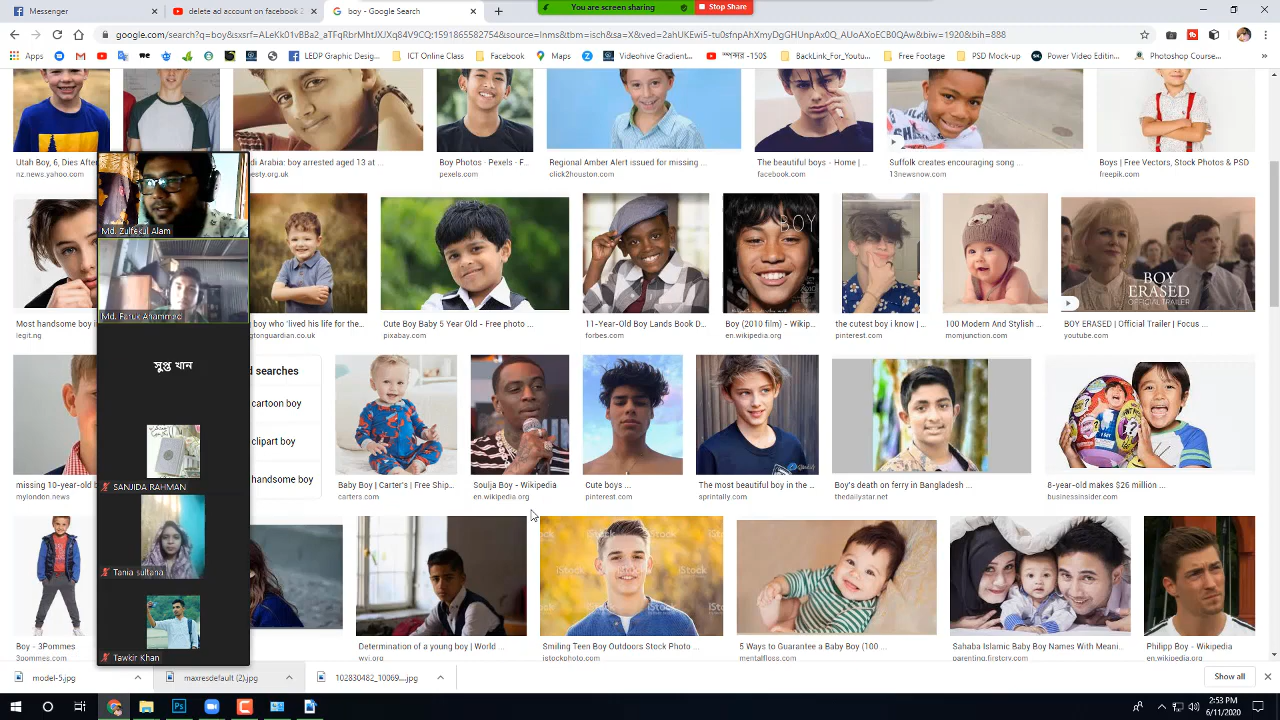 Messenger
delete ad account on facebook 2
boy - Google Search
You are screen sharing
Stop Share
google.com/search?q=boy&sxsrf=ALeKk01vBBa2_aTFqRbrMhtJXJXq84V9CQ:1591865582754&source=lnms&tbm=isch&sa=X&ved=2ahUKEwi5-tu0sfnpAhXmyDgGHUnpAx0Q_AUoAXoECB0QAw&biw=1920&bih=888
Apps
LEDP Graphic Desig...
ICT Online Class
Facebook
Maps
Videohive Gradient...
-150$
BackLink_For_Youtu...
Free Footage
PSD Mock-up
Power Video Editin...
Photoshop Course...
Utah Boy, 6, Dies After
nz.news.yahoo.com
di Arabia: boy arrested aged 13 at ...
esty.org.uk
Boy Photos · Pexels · F...
pexels.com
Regional Amber Alert issued for missing ...
click2houston.com
The beautiful boys - Home | ...
facebook.com
Suffolk creates encouraging song ...
13newsnow.com
Boys | Free Vectors, Stock Photos & PSD
freepik.com
Md. Zulfekul Alam
BOY
2010
BOY
ERASED
OFFICIAL TRAILER
Md. Faruk Ahammad
Most handsome boy i
legit.ng
boy who 'lived his life for the...
gtonguardian.co.uk
Cute Boy Baby 5 Year Old - Free photo ...
pixabay.com
11-Year-Old Boy Lands Book D...
forbes.com
Boy (2010 film) - Wikip...
en.wikipedia.org
the cutest boy i know | ...
pinterest.com
100 Modern And Stylish ...
momjunction.com
BOY ERASED | Official Trailer | Focus ...
youtube.com
সুপ্ত খান
d searches
cartoon boy
clipart boy
handsome boy
SANJIDA RAHMAN
missing 10-year-old b
mylondon.news
Baby Boy | Carter's | Free Ship...
carters.com
Soulja Boy - Wikipedia
en.wikipedia.org
Cute boys ...
pinterest.com
The most beautiful boy in the ...
sprintally.com
Boy's death on ferry in Bangladesh ...
thedailystar.net
8-year-old makes $26 million ...
businessinsider.com
Tania sultana
iStock
iStock
iStock
iStock
Tawkir Khan
Boy - 3Pommes
3pommes.com
Determination of a young boy | World ...
wvi.org
Smiling Teen Boy Outdoors Stock Photo ...
istockphoto.com
5 Ways to Guarantee a Baby Boy (100 ...
mentalfloss.com
Sahaba Islamic Baby Boy Names With Meani...
parenting.firstcry.com
Philipp Boy - Wikipedia
en.wikipedia.org
model-5.jpg
maxresdefault (2).jpg
102830482_10069....jpg
Show all
2:53 PM
6/11/2020